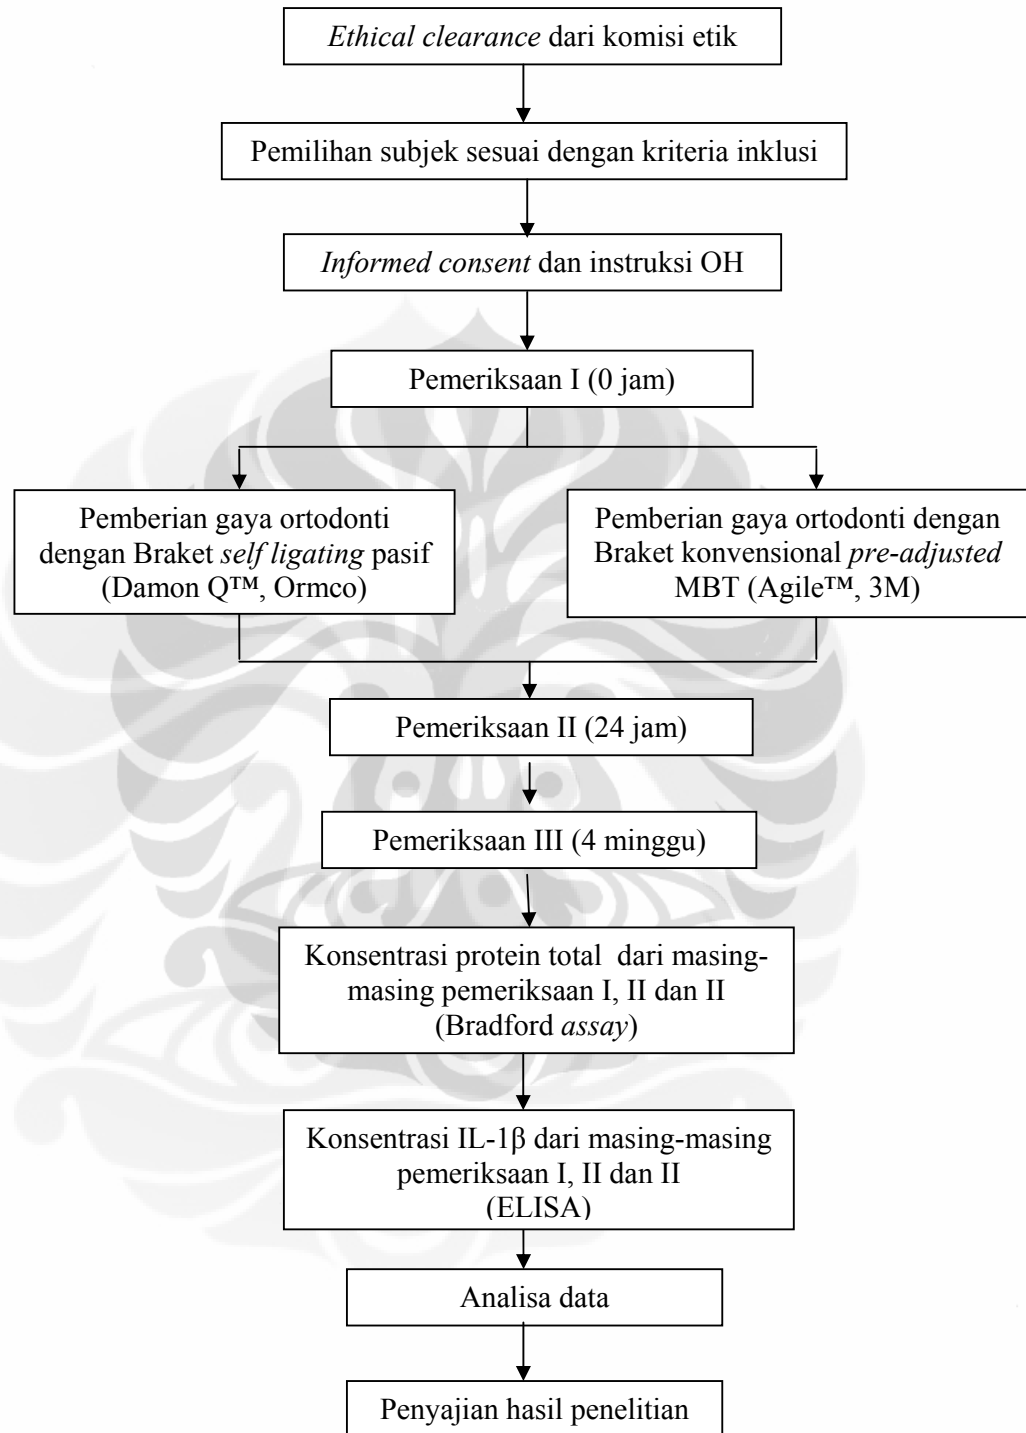 Ethical clearance dari komisi etik
Pemilihan subjek sesuai dengan kriteria inklusi
Informed consent dan instruksi OH
Pemeriksaan I (0 jam)
Pemberian gaya ortodonti
dengan Braket self ligating pasif
(Damon Q™, Ormco)
Pemberian gaya ortodonti dengan
Braket konvensional pre-adjusted
MBT (Agile™, 3M)
Pemeriksaan II (24 jam)
Pemeriksaan III (4 minggu)
Konsentrasi protein total dari masing-
masing pemeriksaan I, II dan II
(Bradford assay)
Konsentrasi IL-1β dari masing-masing
pemeriksaan I, II dan II
(ELISA)
Analisa data
Penyajian hasil penelitian